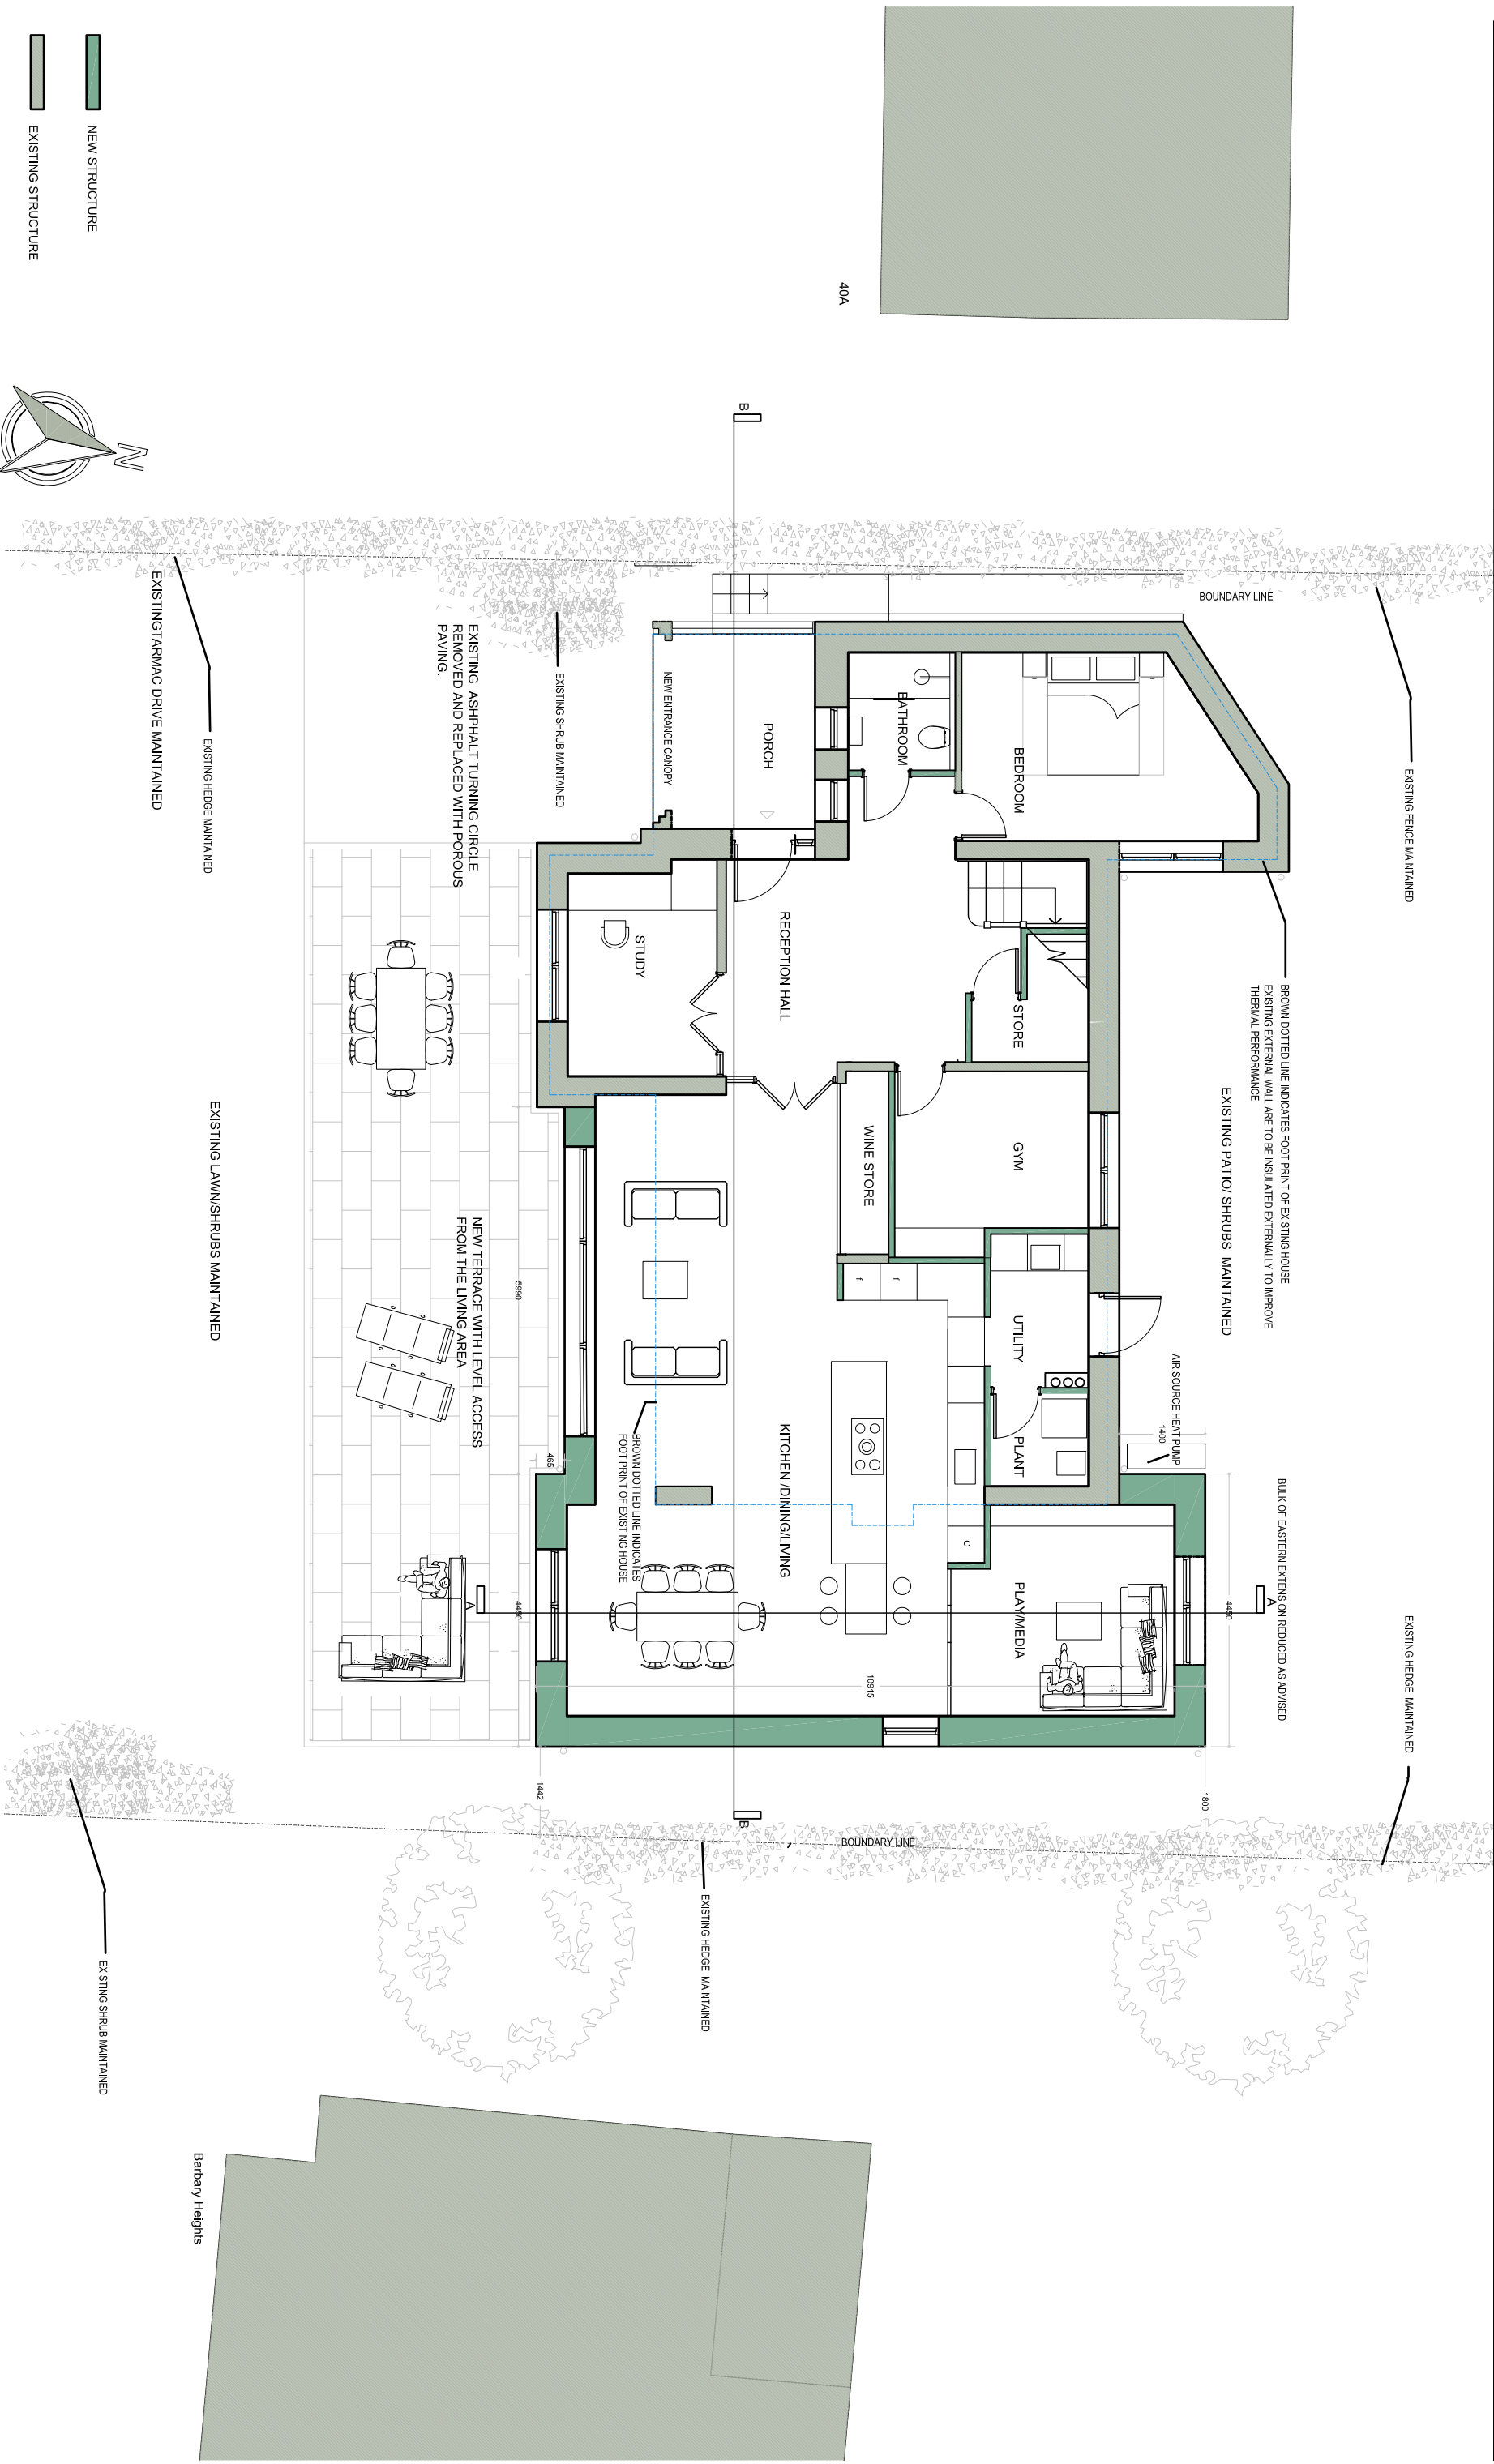 NEW STRUCTURE
EXISTING STRUCTURE
40A
N
B
BOUNDARY LINE
EXISTING FENCE MAINTAINED
BROWN DOTTED LINE INDICATES FOOT PRINT OF EXISTING HOUSE
EXISITNG EXTERNAL WALL ARE TO BE INSULATED EXTERNALLY TO IMPROVE
THERMAL PERFORMANCE
EXISTING PATIO/ SHRUBS  MAINTAINED
AIR SOURCE HEAT PUMP
1400
BULK OF EASTERN EXTENSION REDUCED AS ADVISED
4450
A
EXISTING HEDGE  MAINTAINED
BEDROOM
BATHROOM
PORCH
NEW ENTRANCE CANOPY
EXISTING SHRUB MAINTAINED
EXISTING  ASHPHALT TURNING CIRCLE
REMOVED AND REPLACED WITH POROUS
PAVING.
EXISTING HEDGE MAINTAINED
EXISTINGTARMAC DRIVE MAINTAINED
STORE
GYM
UTILITY
PLANT
PLAY/MEDIA
WINE STORE
f
f
RECEPTION HALL
KITCHEN /DINING/LIVING
STUDY
BROWN DOTTED LINE INDICATES
FOOT PRINT OF EXISTING HOUSE
10915
465
5990
4450
A
NEW TERRACE WITH LEVEL ACCESS
FROM THE LIVING AREA
EXISTING LAWN/SHRUBS MAINTAINED
1800
1442
B
BOUNDARY LINE
EXISTING HEDGE  MAINTAINED
EXISTING SHRUB MAINTAINED
Barbary Heights